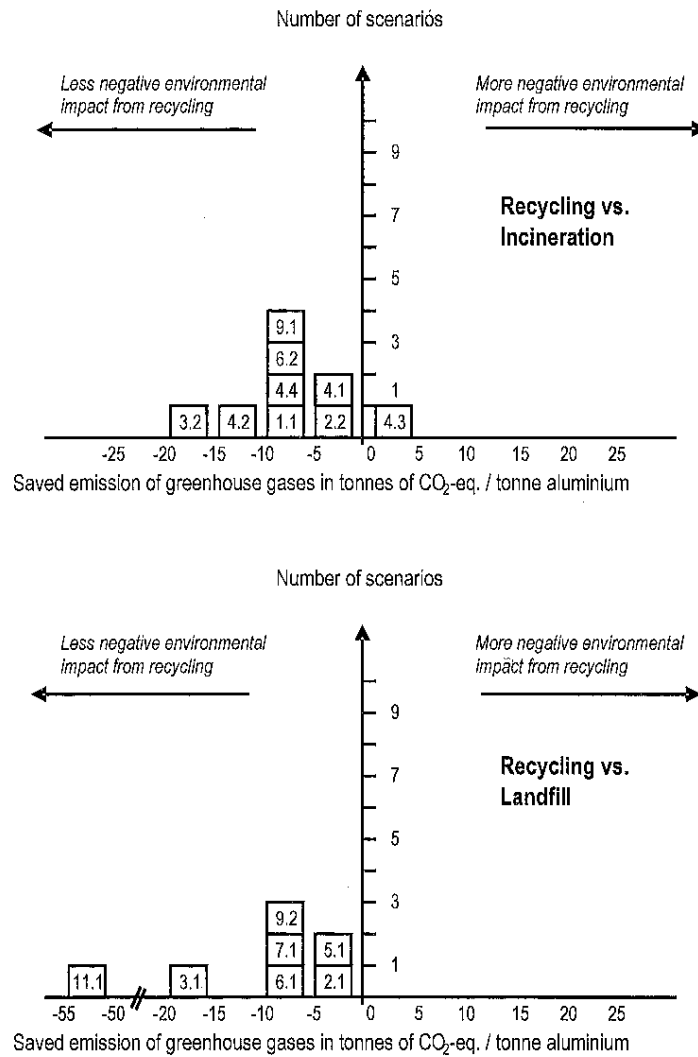 Number of scenarios
Less negative environmental
impact from recycling
More negative environmental
impact from recycling
9
7
Recycling vs.
Incineration
5
9.1
3
6.2
4.4
4.1
1
3.2
4.2
1.1
2.2
4.3
-25 -20 -15 -10 -5 0 5 10 15 20 25
Saved emission of greenhouse gases in tonnes of CO₂-eq. / tonne aluminium
Number of scenarios
Less negative environmental
impact from recycling
More negative environmental
impact from recycling
9
7
Recycling vs.
Landfill
5
3
9.2
7.1
5.1
1
11.1
3.1
6.1
2.1
-55 -50 -20 -15 -10 -5 0 5 10 15 20 25
Saved emission of greenhouse gases in tonnes of CO₂-eq. / tonne aluminium